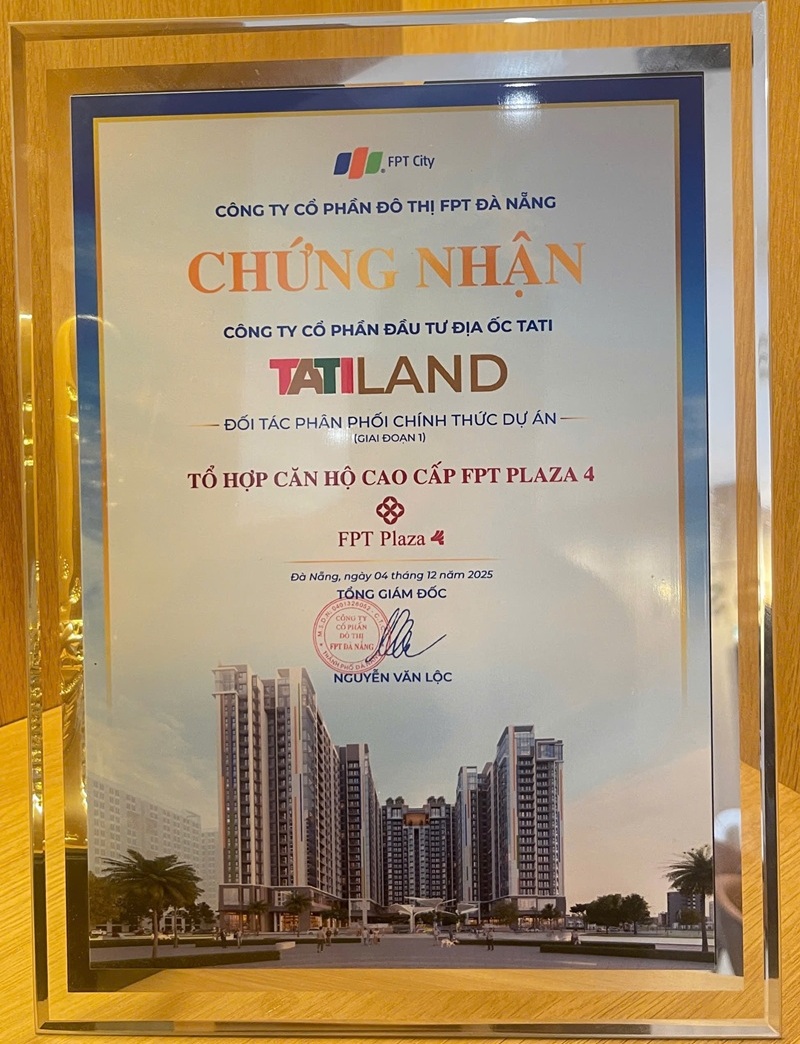 FPT City
CÔNG TY CỔ PHẦN ĐÔ THỊ FPT ĐÀ NẴNG
CHỨNG NHẬN
CÔNG TY CỔ PHẦN ĐẦU TƯ ĐỊA ỐC TATI
TATILAND
ĐỐI TÁC PHÂN PHỐI CHÍNH THỨC DỰ ÁN
(GIAI ĐOẠN 1)
TỔ HỢP CĂN HỘ CAO CẤP FPT PLAZA 4
FPT Plaza 4
Đà Nẵng, ngày 04 tháng 12 năm 2025
TỔNG GIÁM ĐỐC
CÔNG TY
CỔ PHẦN
ĐÔ THỊ
FPT ĐÀ NẴNG
NGUYỄN VĂN LỘC